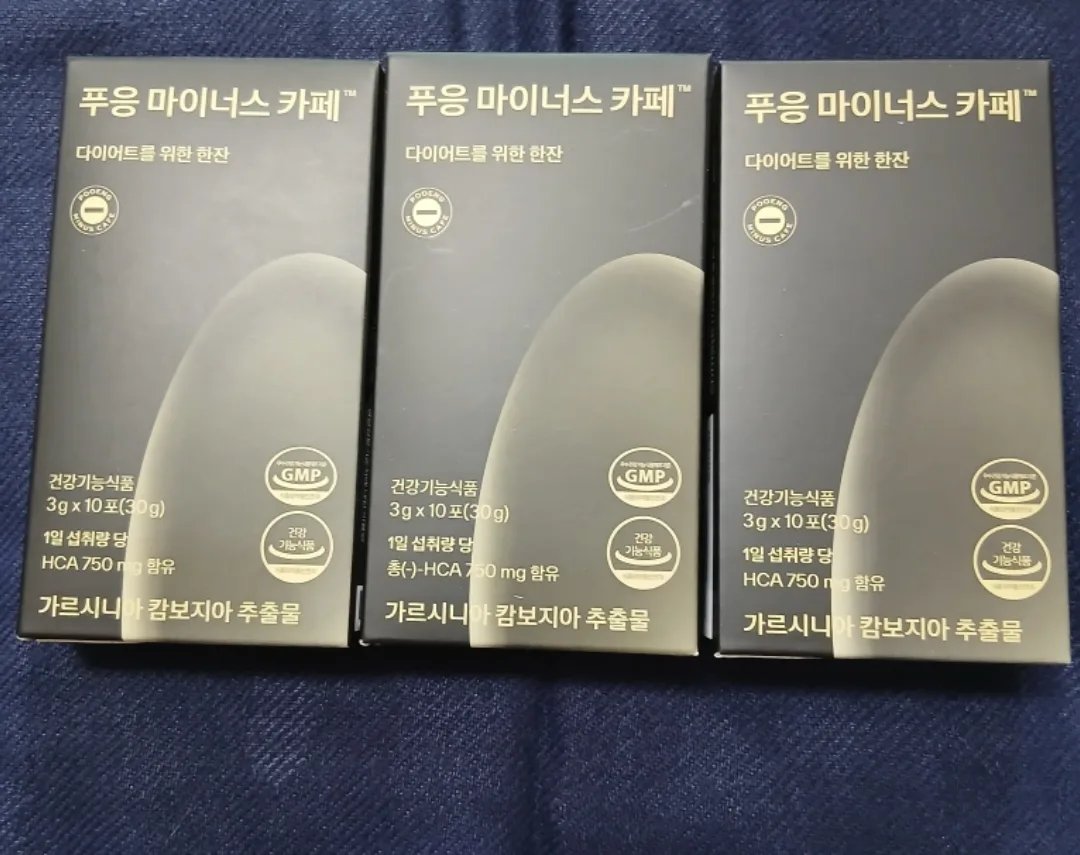 푸응 마이너스 카페™
다이어트를 위한 한잔
POOENG
MINUS CAFE
GMP
건강
기능식품
건강기능식품
3g x 10포(30g)
1일 섭취량 당
HCA 750 mg 함유
가르시니아 캄보지아 추출물
푸응 마이너스 카페™
다이어트를 위한 한잔
POOENG
MINUS CAFE
GMP
건강
기능식품
건강기능식품
3g x 10포(30g)
1일 섭취량 당
총(-)-HCA 750 mg 함유
가르시니아 캄보지아 추출물
푸응 마이너스 카페™
다이어트를 위한 한잔
POOENG
MINUS CAFE
GMP
건강
기능식품
건강기능식품
3g x 10포(30g)
1일 섭취량 당
HCA 750 mg 함유
가르시니아 캄보지아 추출물